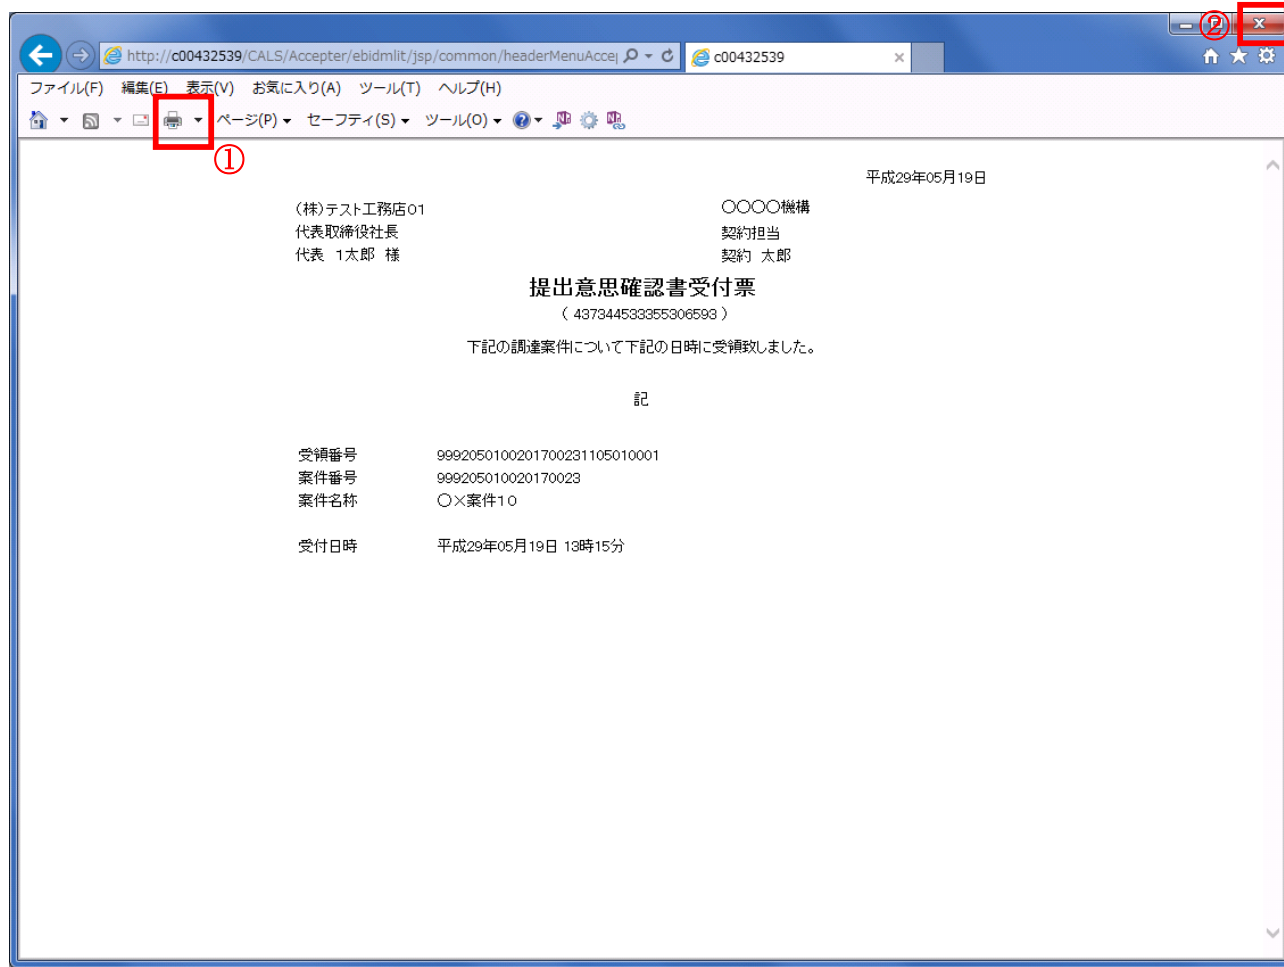 ②
http://c00432539/CALS/Accepter/ebidmlit/jsp/common/headerMenuAccep
c00432539
ファイル(F) 編集(E) 表示(V) お気に入り(A) ツール(T) ヘルプ(H)
ページ(P) セーフティ(S) ツール(O)
①
平成29年05月19日
(株)テスト工務店01 〇〇〇〇機構
代表取締役社長 契約担当
代表 1太郎 様 契約 太郎
提出意思確認書受付票
( 437344533355306593 )
下記の調達案件について下記の日時に受領致しました。
記
受領番号 9992050100201700231105010001
案件番号 999205010020170023
案件名称 〇×案件10
受付日時 平成29年05月19日 13時15分